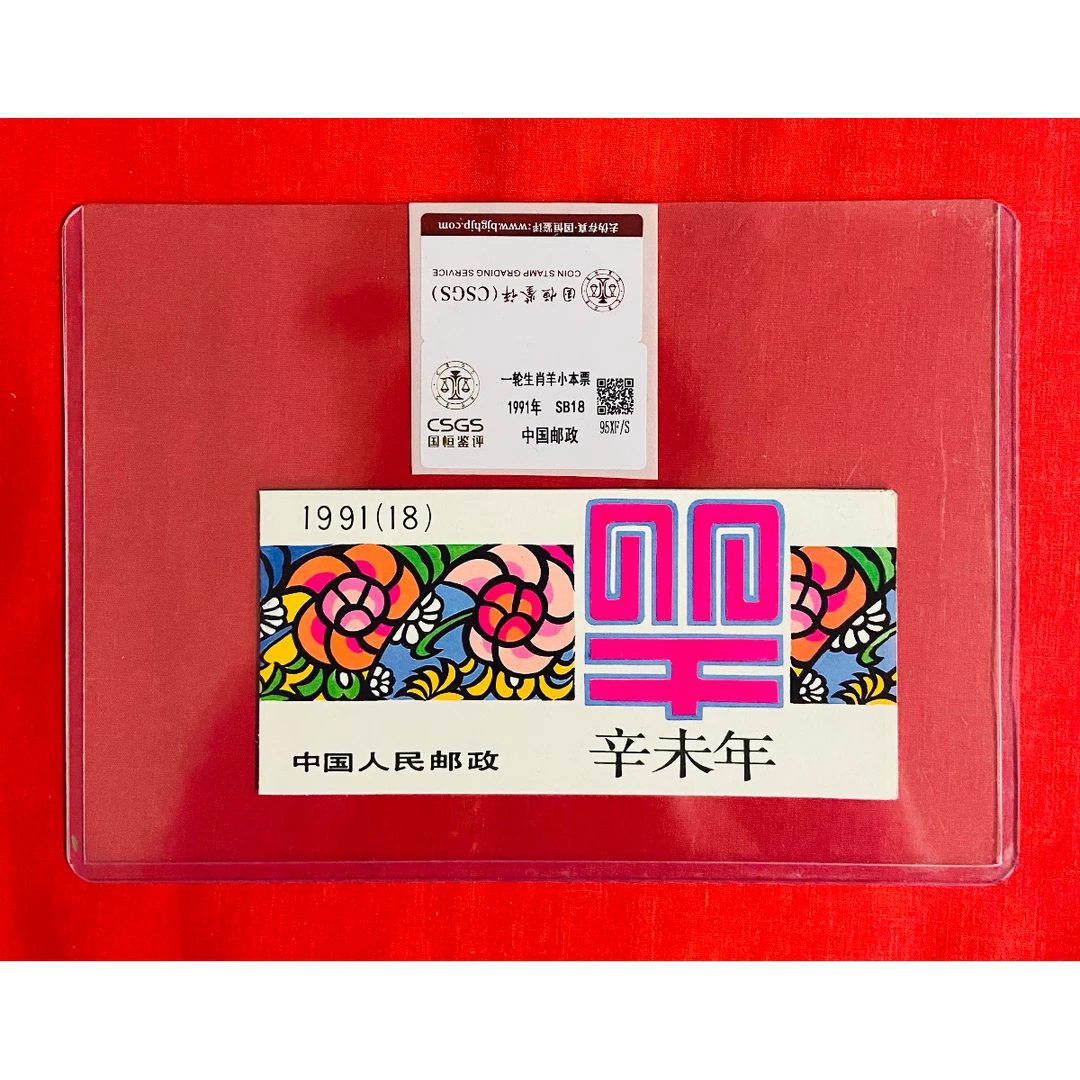 去伪存真·国恒鉴评:www.bjghjp.com
国恒鉴评(CSGS)
COIN STAMP GRADING SERVICE
一轮生肖羊小本票
1991年 SB18
中国邮政
95XF/S
CSGS
国恒鉴评
1991(18)
中国人民邮政
辛未年